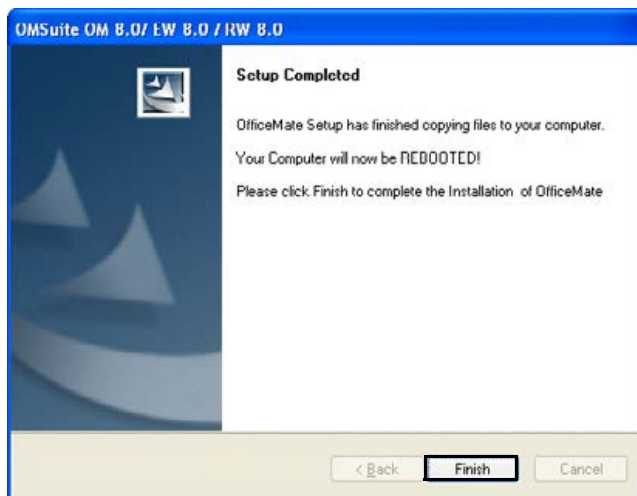 OMSuite OM 8.0/ EW 8.0 / RW 8.0
Setup Completed
OfficeMate Setup has finished copying files to your computer.
Your Computer will now be REBOOTED!
Please click Finish to complete the Installation of OfficeMate
< Back
Finish
Cancel